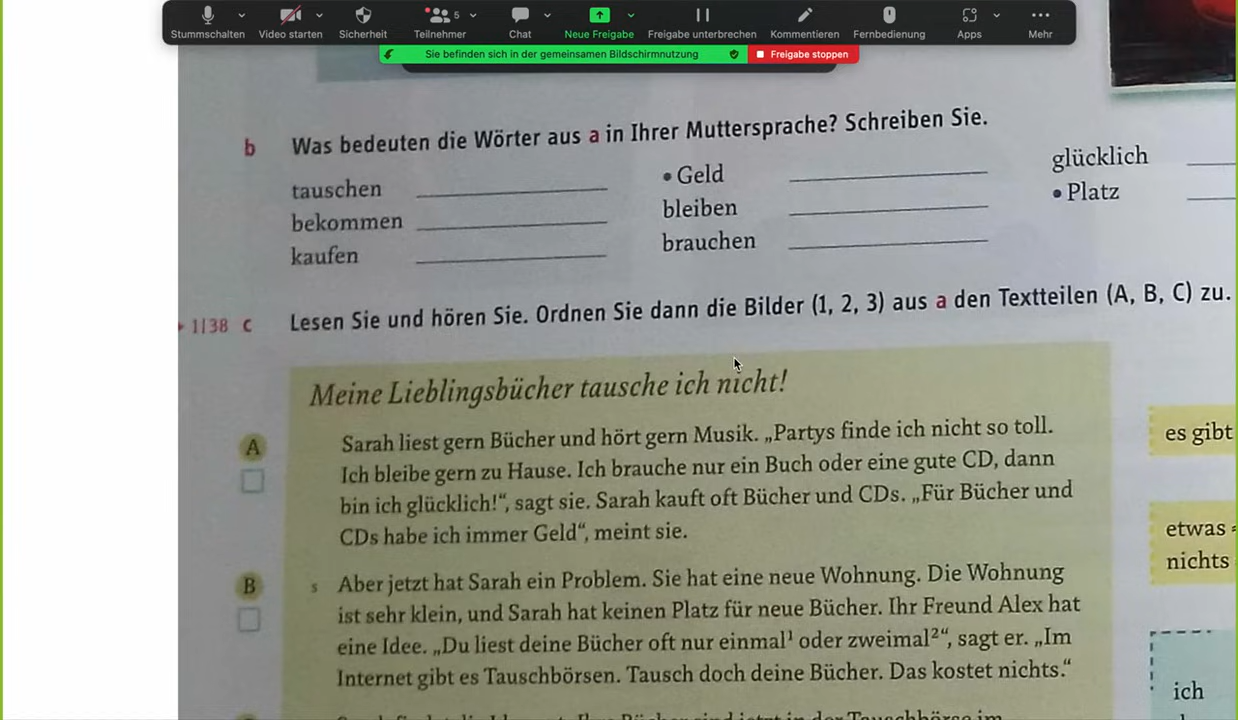 Stummschalten Video starten Sicherheit 5 Teilnehmer Chat Neue Freigabe Freigabe unterbrechen Kommentieren Fernbedienung Apps Mehr
Sie befinden sich in der gemeinsamen Bildschirmnutzung Freigabe stoppen
b Was bedeuten die Wörter aus a in Ihrer Muttersprache? Schreiben Sie.
tauschen • Geld glücklich
bekommen bleiben • Platz
kaufen brauchen
1|38 c Lesen Sie und hören Sie. Ordnen Sie dann die Bilder (1, 2, 3) aus a den Textteilen (A, B, C) zu.
Meine Lieblingsbücher tausche ich nicht!
A Sarah liest gern Bücher und hört gern Musik. „Partys finde ich nicht so toll.
Ich bleibe gern zu Hause. Ich brauche nur ein Buch oder eine gute CD, dann
bin ich glücklich!“, sagt sie. Sarah kauft oft Bücher und CDs. „Für Bücher und
CDs habe ich immer Geld“, meint sie.
B 5 Aber jetzt hat Sarah ein Problem. Sie hat eine neue Wohnung. Die Wohnung
ist sehr klein, und Sarah hat keinen Platz für neue Bücher. Ihr Freund Alex hat
eine Idee. „Du liest deine Bücher oft nur einmal¹ oder zweimal²“, sagt er. „Im
Internet gibt es Tauschbörsen. Tausch doch deine Bücher. Das kostet nichts.“
es gibt
etwas
nichts
ich